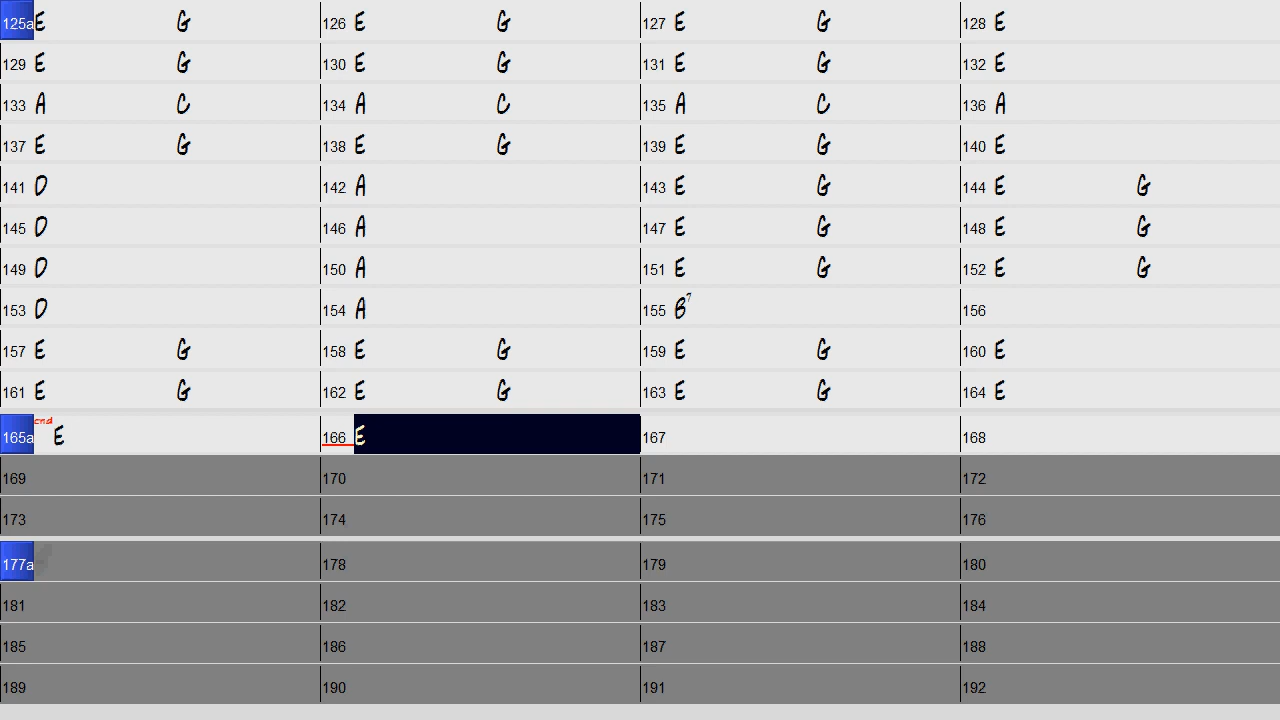 125a E G 126 E G 127 E G 128 E
129 E G 130 E G 131 E G 132 E
133 A C 134 A C 135 A C 136 A
137 E G 138 E G 139 E G 140 E
141 D 142 A 143 E G 144 E G
145 D 146 A 147 E G 148 E G
149 D 150 A 151 E G 152 E G
153 D 154 A 155 B7 156
157 E G 158 E G 159 E G 160 E
161 E G 162 E G 163 E G 164 E
165a end E 166 E 167 168
169 170 171 172
173 174 175 176
177a 178 179 180
181 182 183 184
185 186 187 188
189 190 191 192